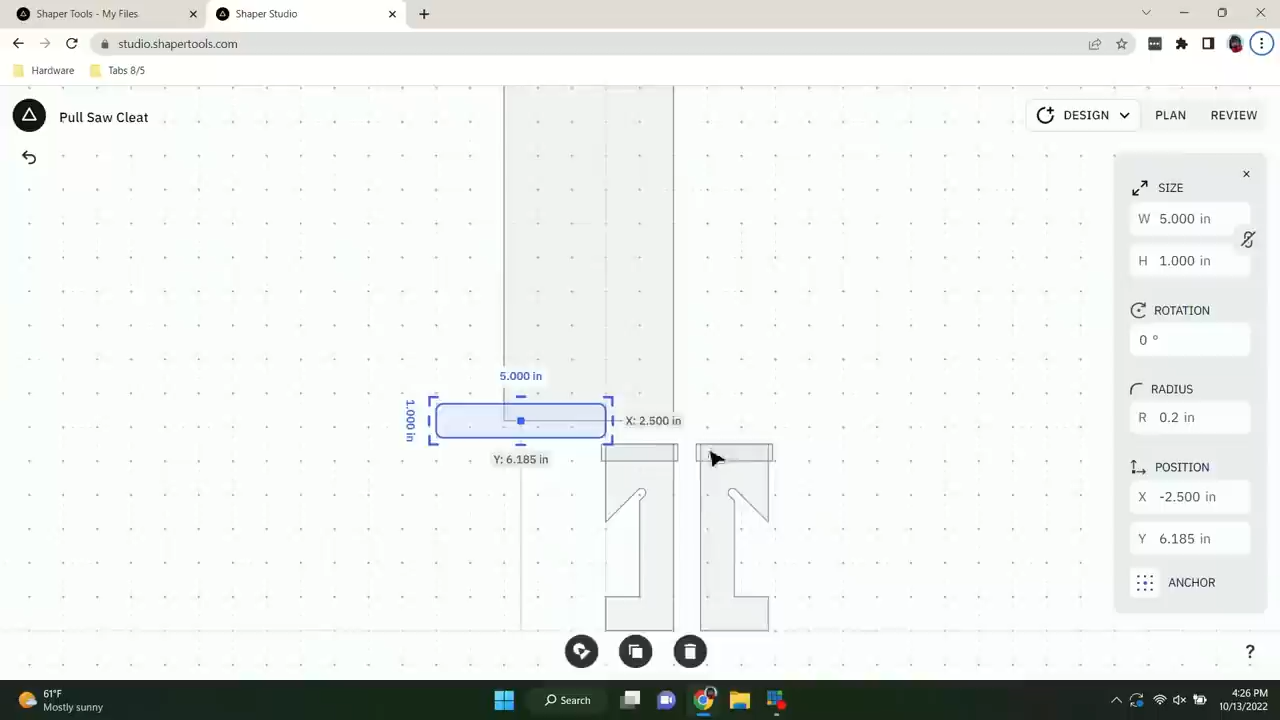 Shaper Tools - My Files
Shaper Studio
studio.shapertools.com
Hardware
Tabs 8/5
Pull Saw Cleat
DESIGN
PLAN
REVIEW
SIZE
W 5.000 in
H 1.000 in
ROTATION
0 °
RADIUS
R 0.2 in
POSITION
X -2.500 in
Y 6.185 in
ANCHOR
5.000 in
1.000 in
X: 2.500 in
Y: 6.185 in
?
61°F
Mostly sunny
Search
4:26 PM
10/13/2022